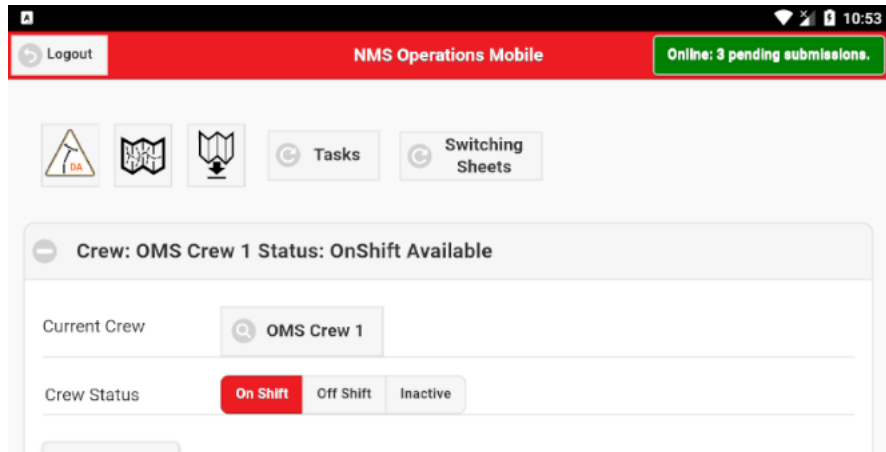 A
10:53
Logout
NMS Operations Mobile
Online: 3 pending submissions.
DA
Tasks
Switching
Sheets
Crew: OMS Crew 1 Status: OnShift Available
Current Crew
OMS Crew 1
Crew Status
On Shift
Off Shift
Inactive